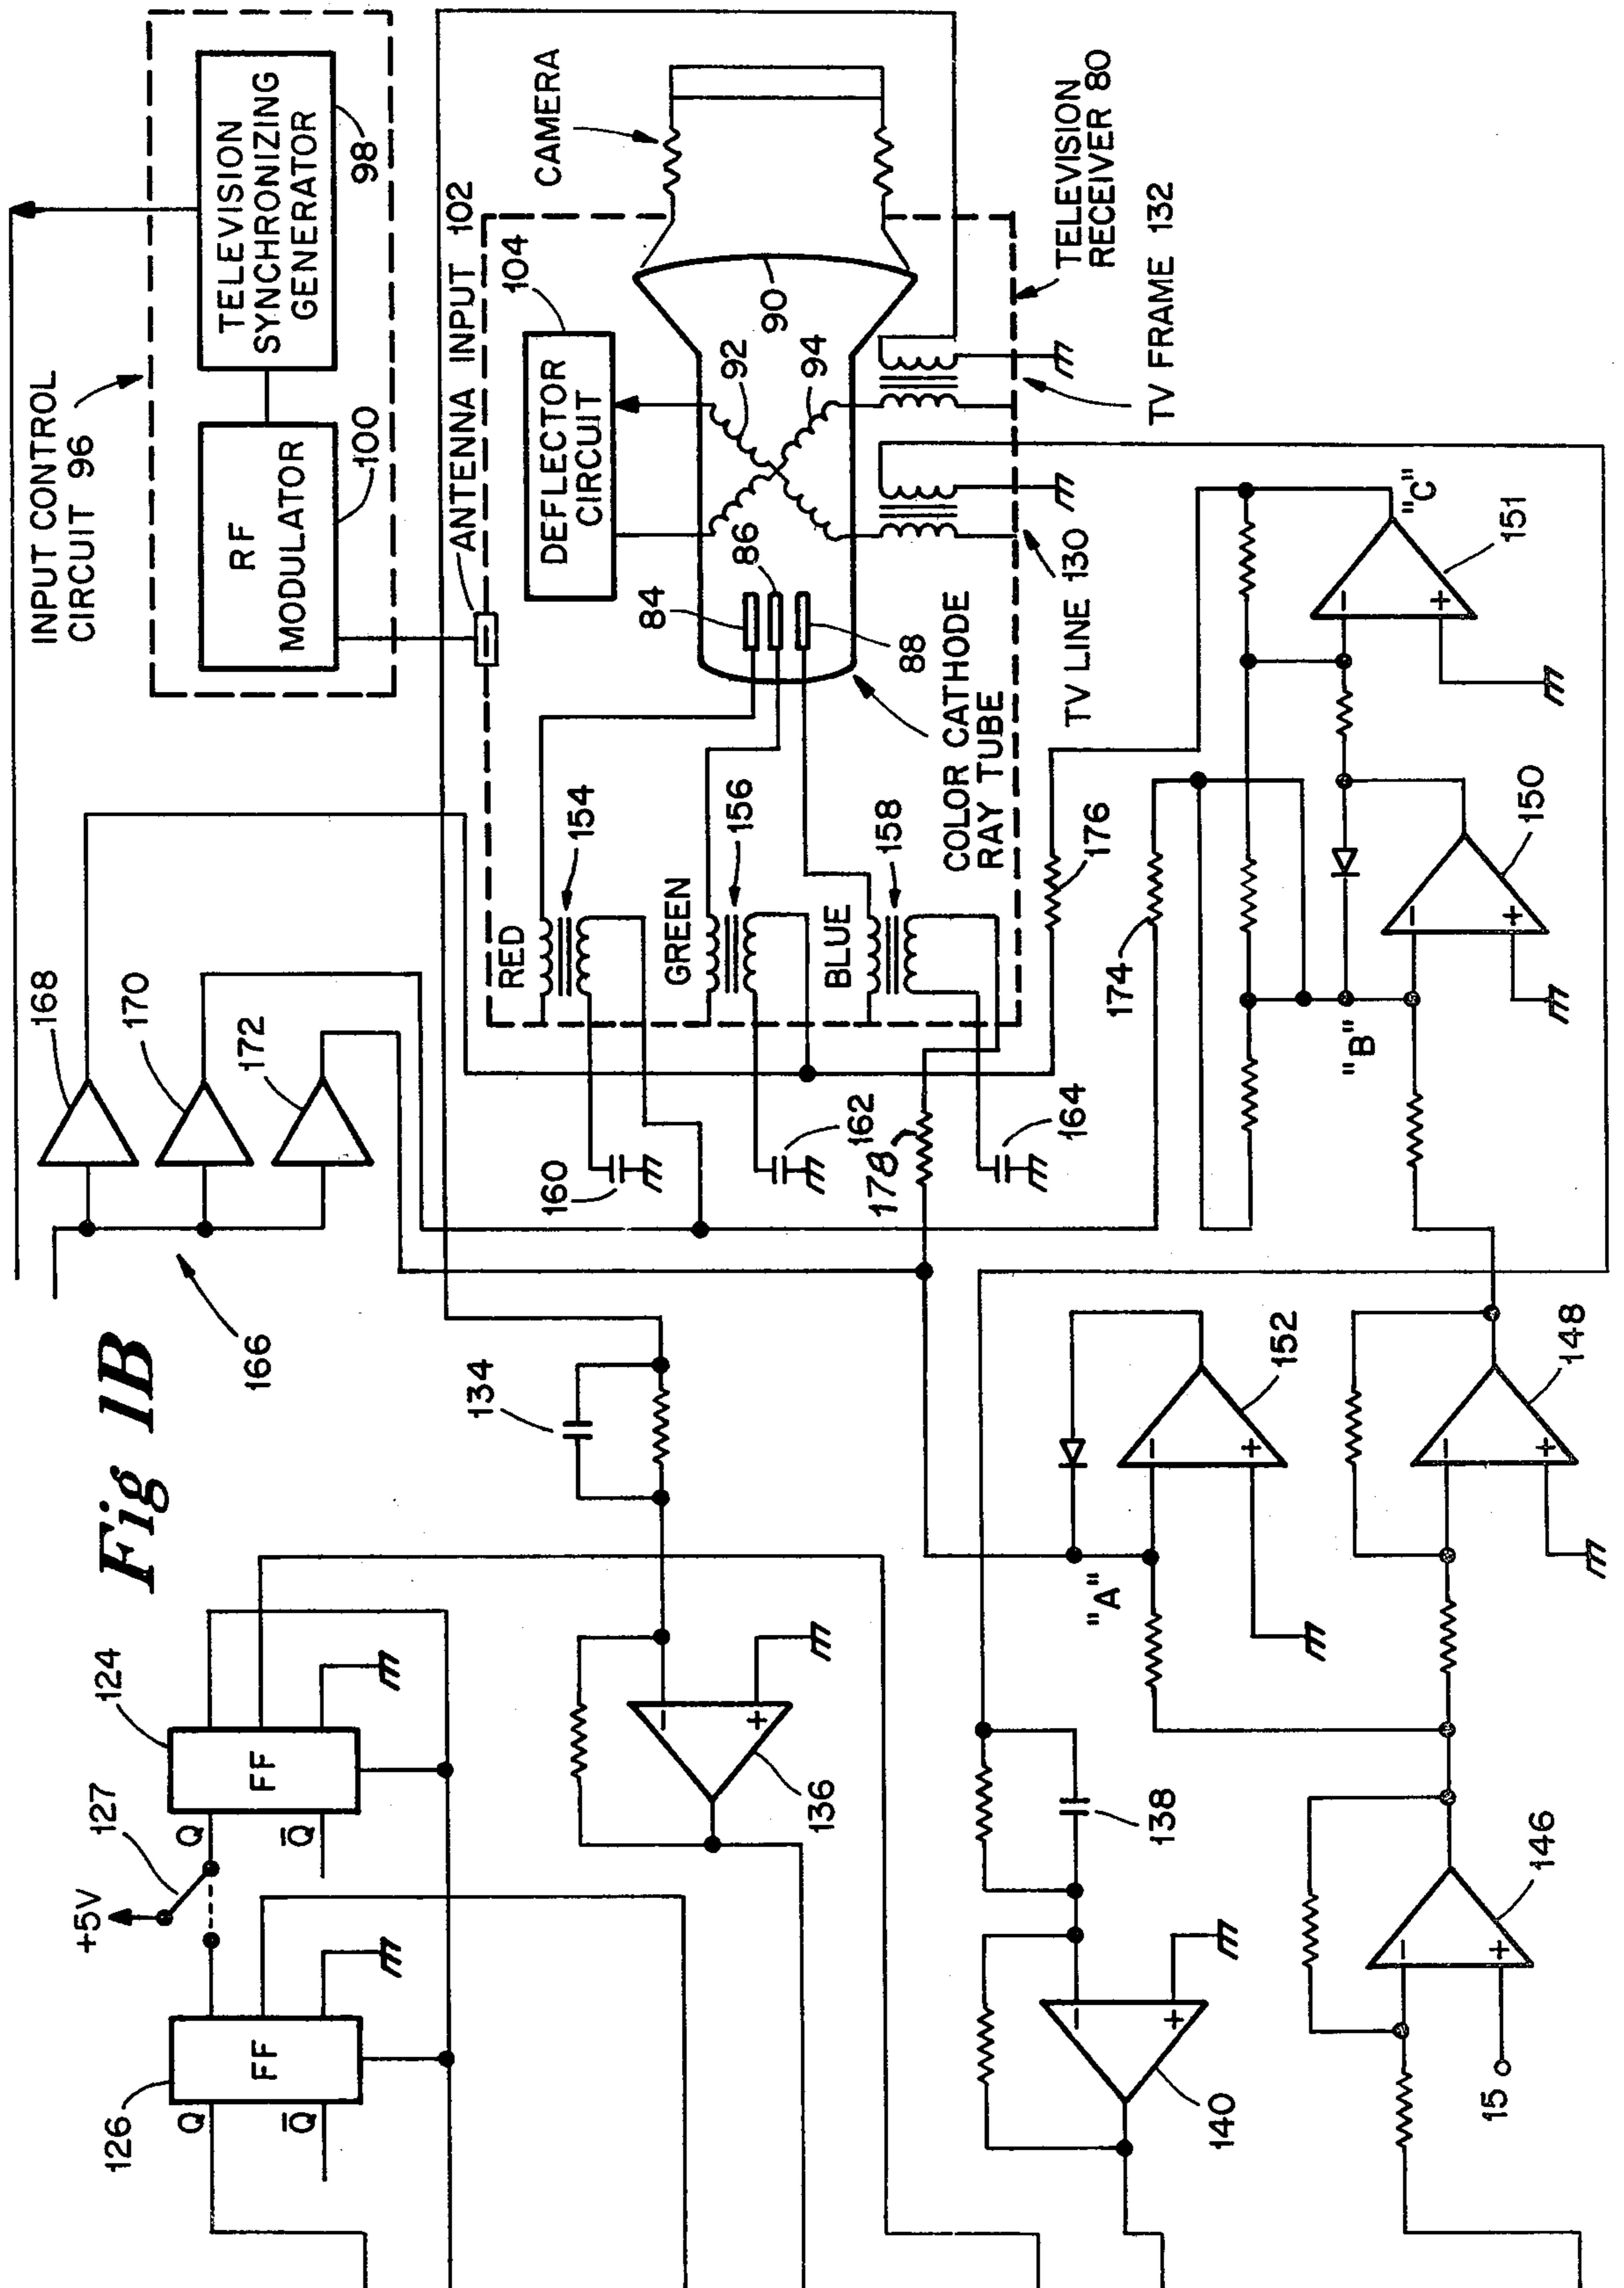 INPUT CONTROL
CIRCUIT 96
TELEVISION
SYNCHRONIZING
GENERATOR
98
RF
MODULATOR
100
ANTENNA INPUT 102
104
DEFLECTOR
CIRCUIT
CAMERA
90
92
94
84
86
88
TELEVISION
RECEIVER 80
TV FRAME 132
TV LINE 130
COLOR CATHODE
RAY TUBE
RED
154
GREEN
156
BLUE
158
168
170
172
166
160
162
164
178
176
174
"C"
151
-
+
150
-
+
"B"
Fig 1B
134
152
-
+
"A"
148
-
+
124
FF
Q
Q̅
127
+5V
126
FF
Q
Q̅
136
-
+
138
140
-
+
146
-
+
15